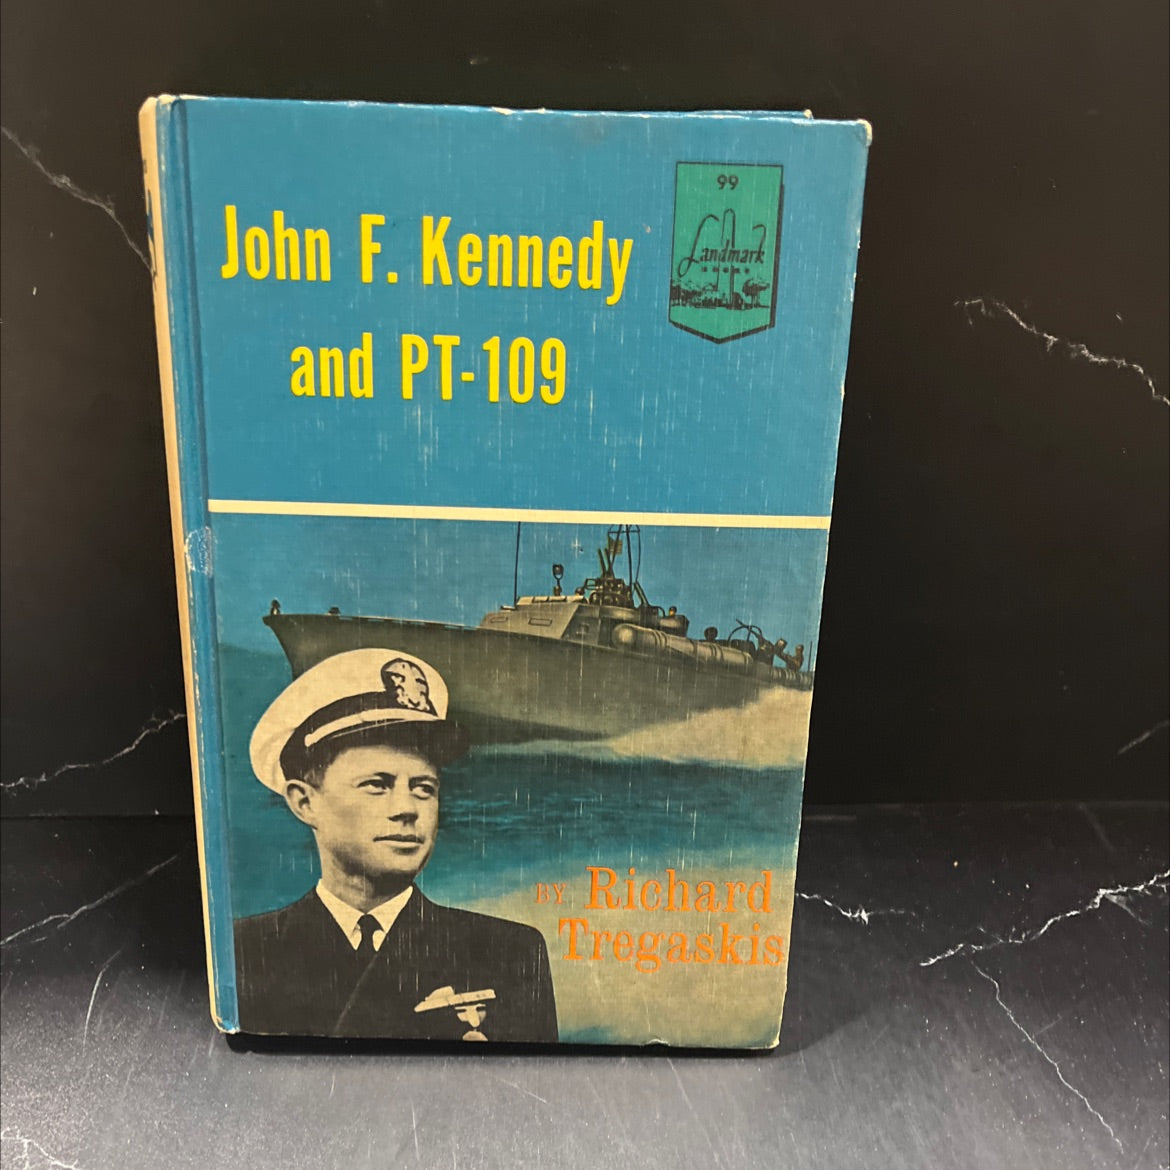 John F. Kennedy
and PT-109
99
Landmark
BY Richard
Tregaskis